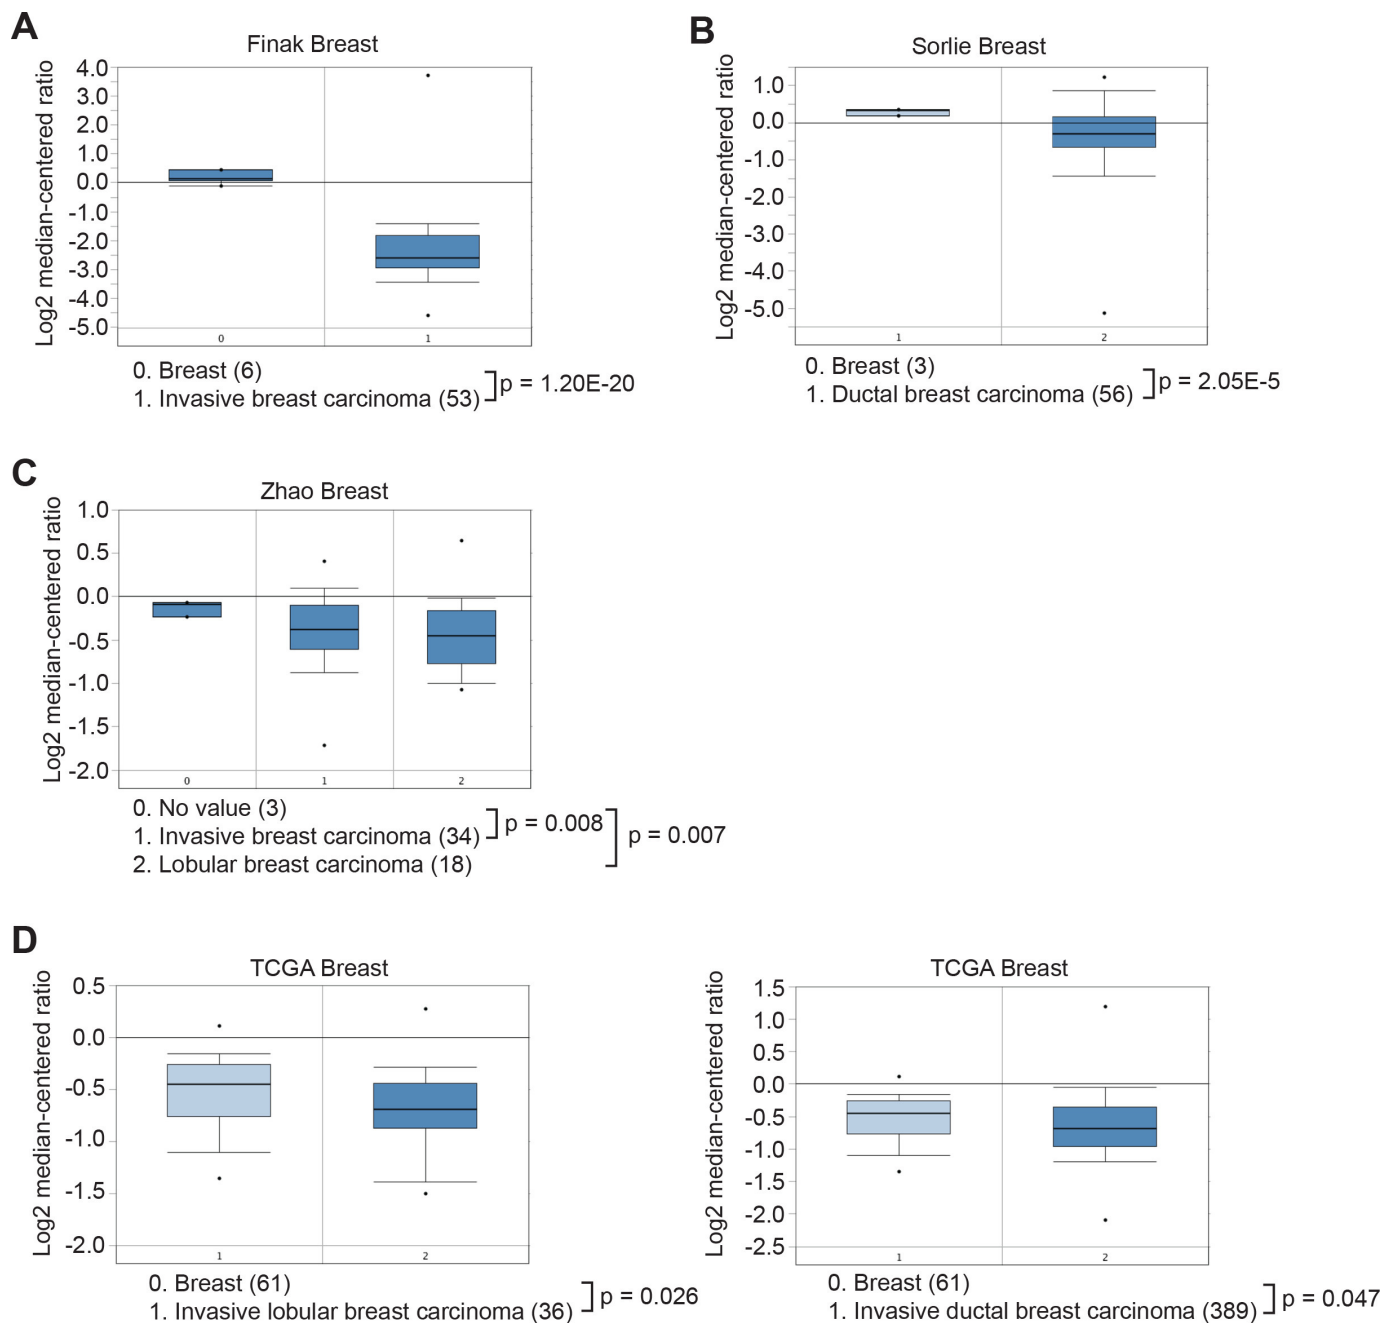 A
Finak Breast
Log2 median-centered ratio
4.0
3.0
2.0
1.0
0.0
-1.0
-2.0
-3.0
-4.0
-5.0
0
1
0. Breast (6)
1. Invasive breast carcinoma (53)
p = 1.20E-20
B
Sorlie Breast
Log2 median-centered ratio
1.0
0.0
-1.0
-2.0
-3.0
-4.0
-5.0
1
2
0. Breast (3)
1. Ductal breast carcinoma (56)
p = 2.05E-5
C
Zhao Breast
Log2 median-centered ratio
1.0
0.5
0.0
-0.5
-1.0
-1.5
-2.0
0
1
2
0. No value (3)
1. Invasive breast carcinoma (34)
2. Lobular breast carcinoma (18)
p = 0.008
p = 0.007
D
TCGA Breast
Log2 median-centered ratio
0.5
0.0
-0.5
-1.0
-1.5
-2.0
1
2
0. Breast (61)
1. Invasive lobular breast carcinoma (36)
p = 0.026
TCGA Breast
Log2 median-centered ratio
1.5
1.0
0.5
0.0
-0.5
-1.0
-1.5
-2.0
-2.5
1
2
0. Breast (61)
1. Invasive ductal breast carcinoma (389)
p = 0.047